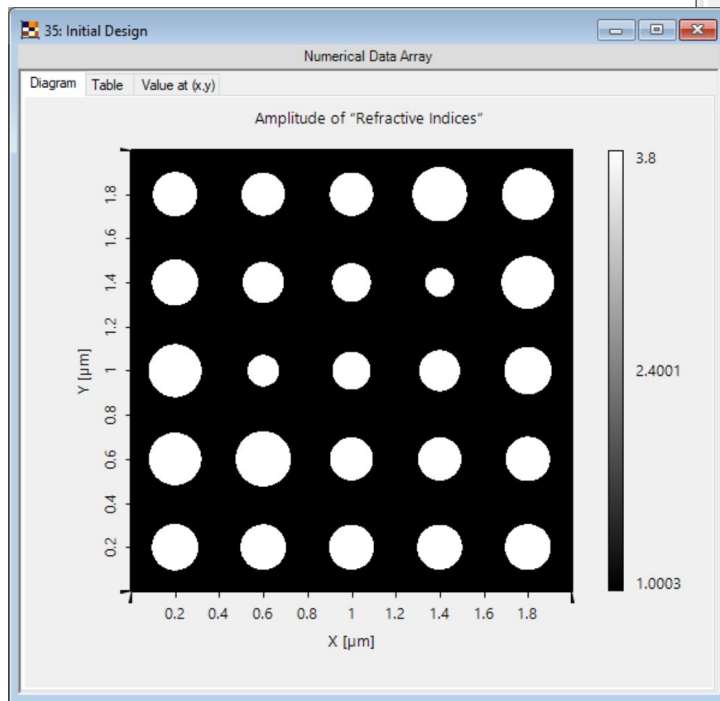 35: Initial Design
Numerical Data Array
Diagram Table Value at (x,y)
Amplitude of "Refractive Indices"
3.8
2.4001
1.0003
Y [µm]
1.8
1.6
1.4
1.2
1
0.8
0.6
0.4
0.2
0.2 0.4 0.6 0.8 1 1.2 1.4 1.6 1.8
X [µm]